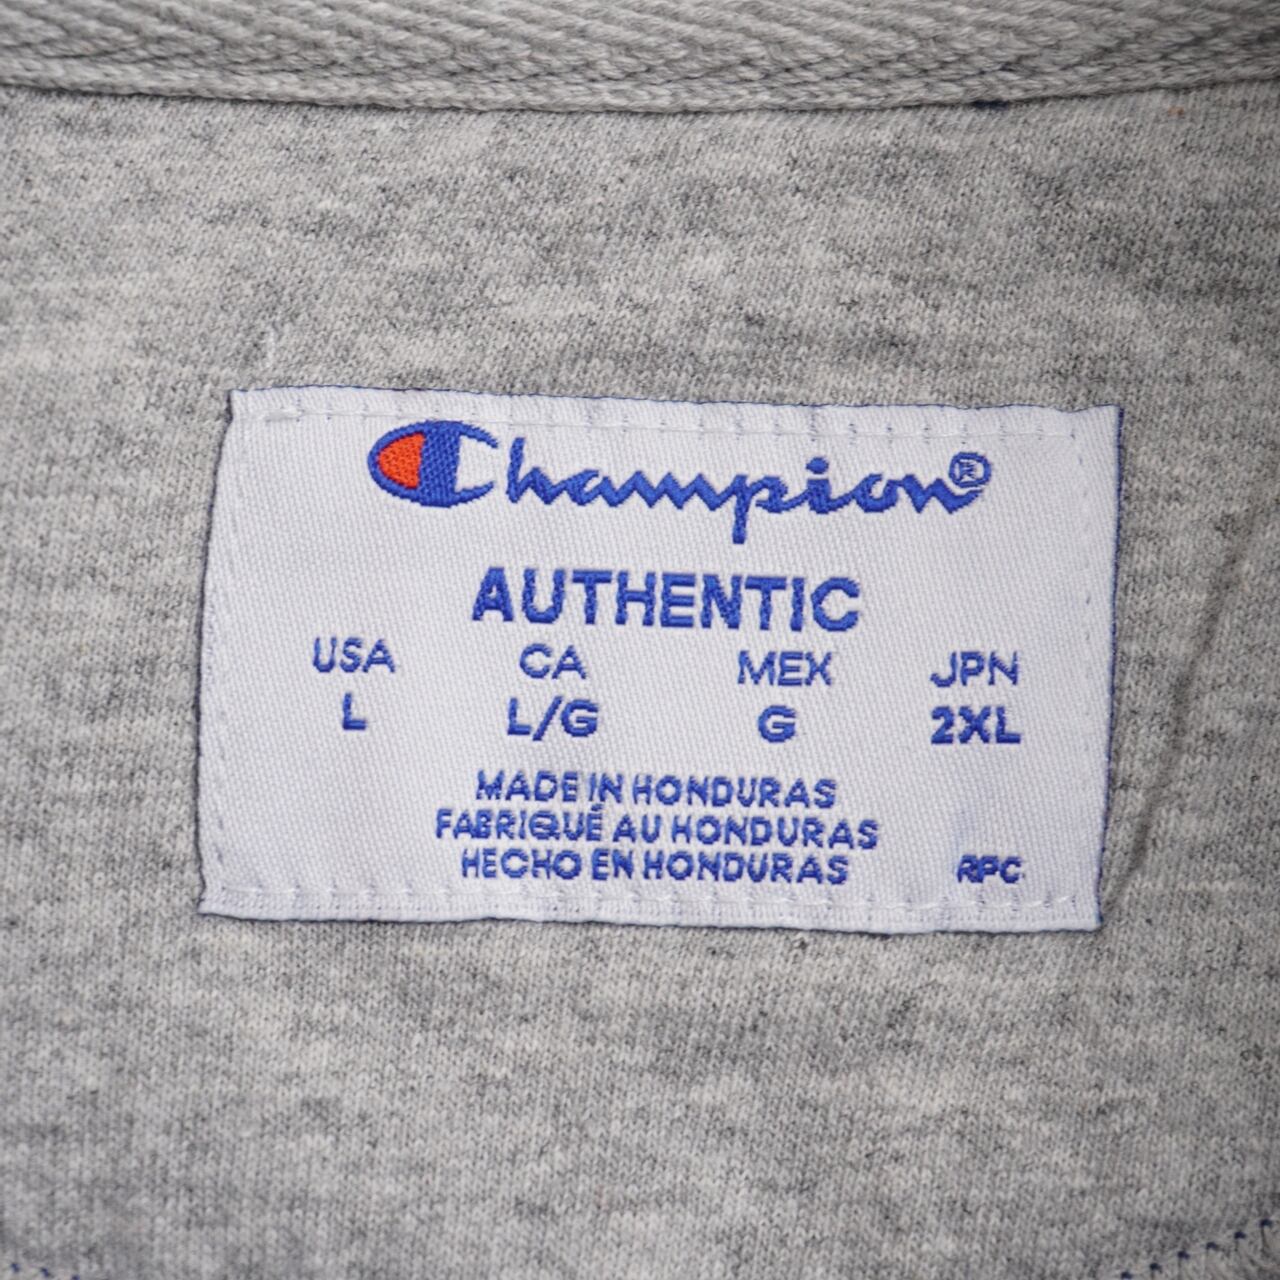 Champion®
AUTHENTIC
USA CA MEX JPN
L L/G G 2XL
MADE IN HONDURAS
FABRIQUÉ AU HONDURAS
HECHO EN HONDURAS RPC